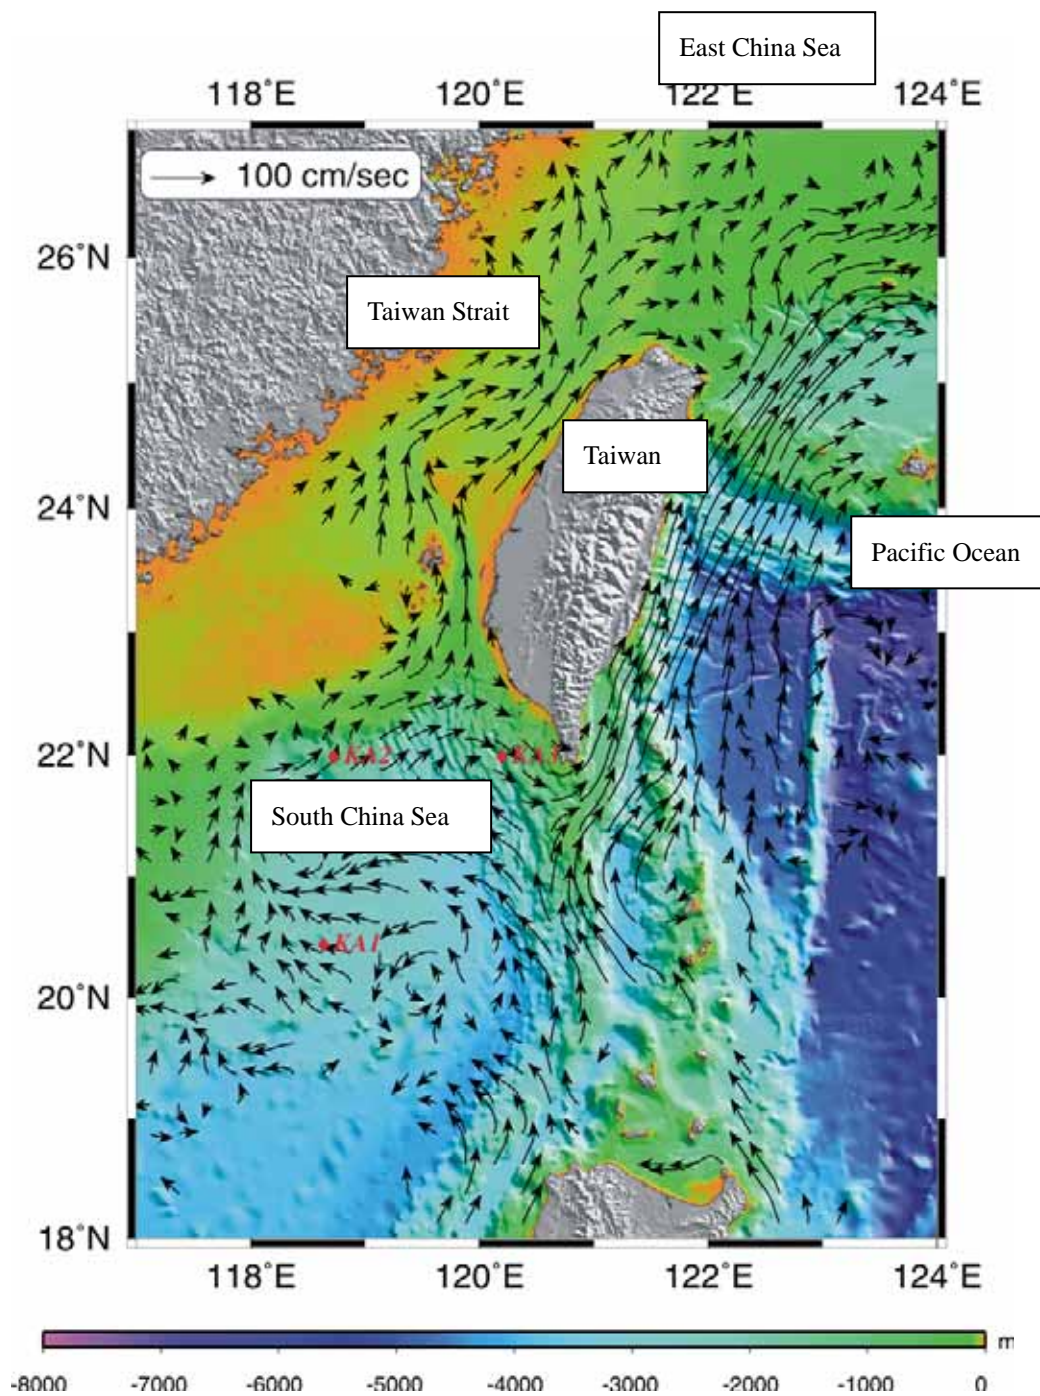 East China Sea
118°E 120°E 122°E 124°E
100 cm/sec
26°N
Taiwan Strait
Taiwan
24°N
Pacific Ocean
22°N
KA2 KA3
South China Sea
KA1
20°N
18°N
118°E 120°E 122°E 124°E
m
-8000 -7000 -6000 -5000 -4000 -3000 -2000 -1000 0